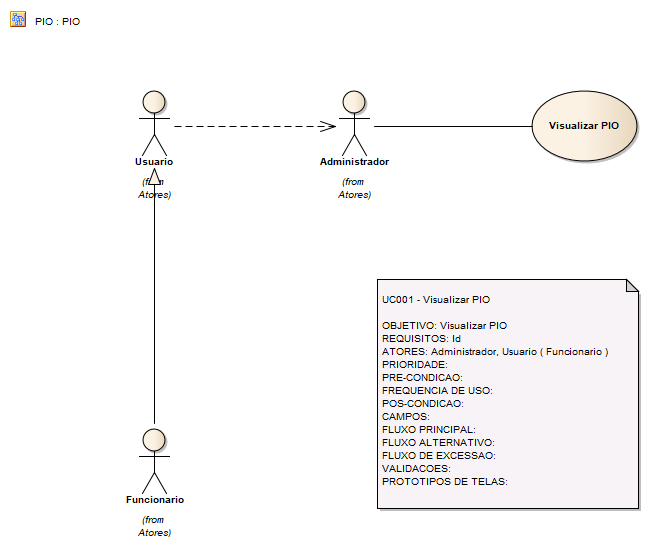 PIO : PIO
Usuario
(from
Atores)
Administrador
(from
Atores)
Visualizar PIO
UC001 - Visualizar PIO
OBJETIVO: Visualizar PIO
REQUISITOS: Id
ATORES: Administrador, Usuario ( Funcionario )
PRIORIDADE:
PRE-CONDICAO:
FREQUENCIA DE USO:
POS-CONDICAO:
CAMPOS:
FLUXO PRINCIPAL:
FLUXO ALTERNATIVO:
FLUXO DE EXCESSAO:
VALIDACOES:
PROTOTIPOS DE TELAS:
Funcionario
(from
Atores)